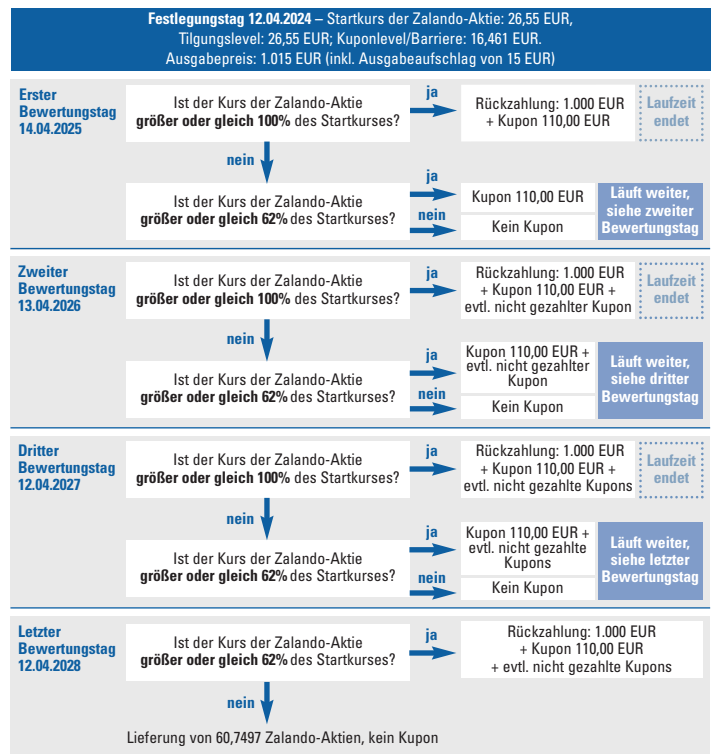 Festlegungstag 12.04.2024 – Startkurs der Zalando-Aktie: 26,55 EUR,
Tilgungslevel: 26,55 EUR; Kuponlevel/Barriere: 16,461 EUR.
Ausgabepreis: 1.015 EUR (inkl. Ausgabeaufschlag von 15 EUR)
Erster
Bewertungstag
14.04.2025
Ist der Kurs der Zalando-Aktie
größer oder gleich 100% des Startkurses?
ja
Rückzahlung: 1.000 EUR
+ Kupon 110,00 EUR
Laufzeit
endet
nein
Ist der Kurs der Zalando-Aktie
größer oder gleich 62% des Startkurses?
ja
Kupon 110,00 EUR
nein
Kein Kupon
Läuft weiter,
siehe zweiter
Bewertungstag
Zweiter
Bewertungstag
13.04.2026
Ist der Kurs der Zalando-Aktie
größer oder gleich 100% des Startkurses?
ja
Rückzahlung: 1.000 EUR
+ Kupon 110,00 EUR +
evtl. nicht gezahlter Kupon
Laufzeit
endet
nein
Ist der Kurs der Zalando-Aktie
größer oder gleich 62% des Startkurses?
ja
Kupon 110,00 EUR +
evtl. nicht gezahlter
Kupon
nein
Kein Kupon
Läuft weiter,
siehe dritter
Bewertungstag
Dritter
Bewertungstag
12.04.2027
Ist der Kurs der Zalando-Aktie
größer oder gleich 100% des Startkurses?
ja
Rückzahlung: 1.000 EUR
+ Kupon 110,00 EUR +
evtl. nicht gezahlte Kupons
Laufzeit
endet
nein
Ist der Kurs der Zalando-Aktie
größer oder gleich 62% des Startkurses?
ja
Kupon 110,00 EUR +
evtl. nicht gezahlte
Kupons
nein
Kein Kupon
Läuft weiter,
siehe letzter
Bewertungstag
Letzter
Bewertungstag
12.04.2028
Ist der Kurs der Zalando-Aktie
größer oder gleich 62% des Startkurses?
ja
Rückzahlung: 1.000 EUR
+ Kupon 110,00 EUR
+ evtl. nicht gezahlte Kupons
nein
Lieferung von 60,7497 Zalando-Aktien, kein Kupon